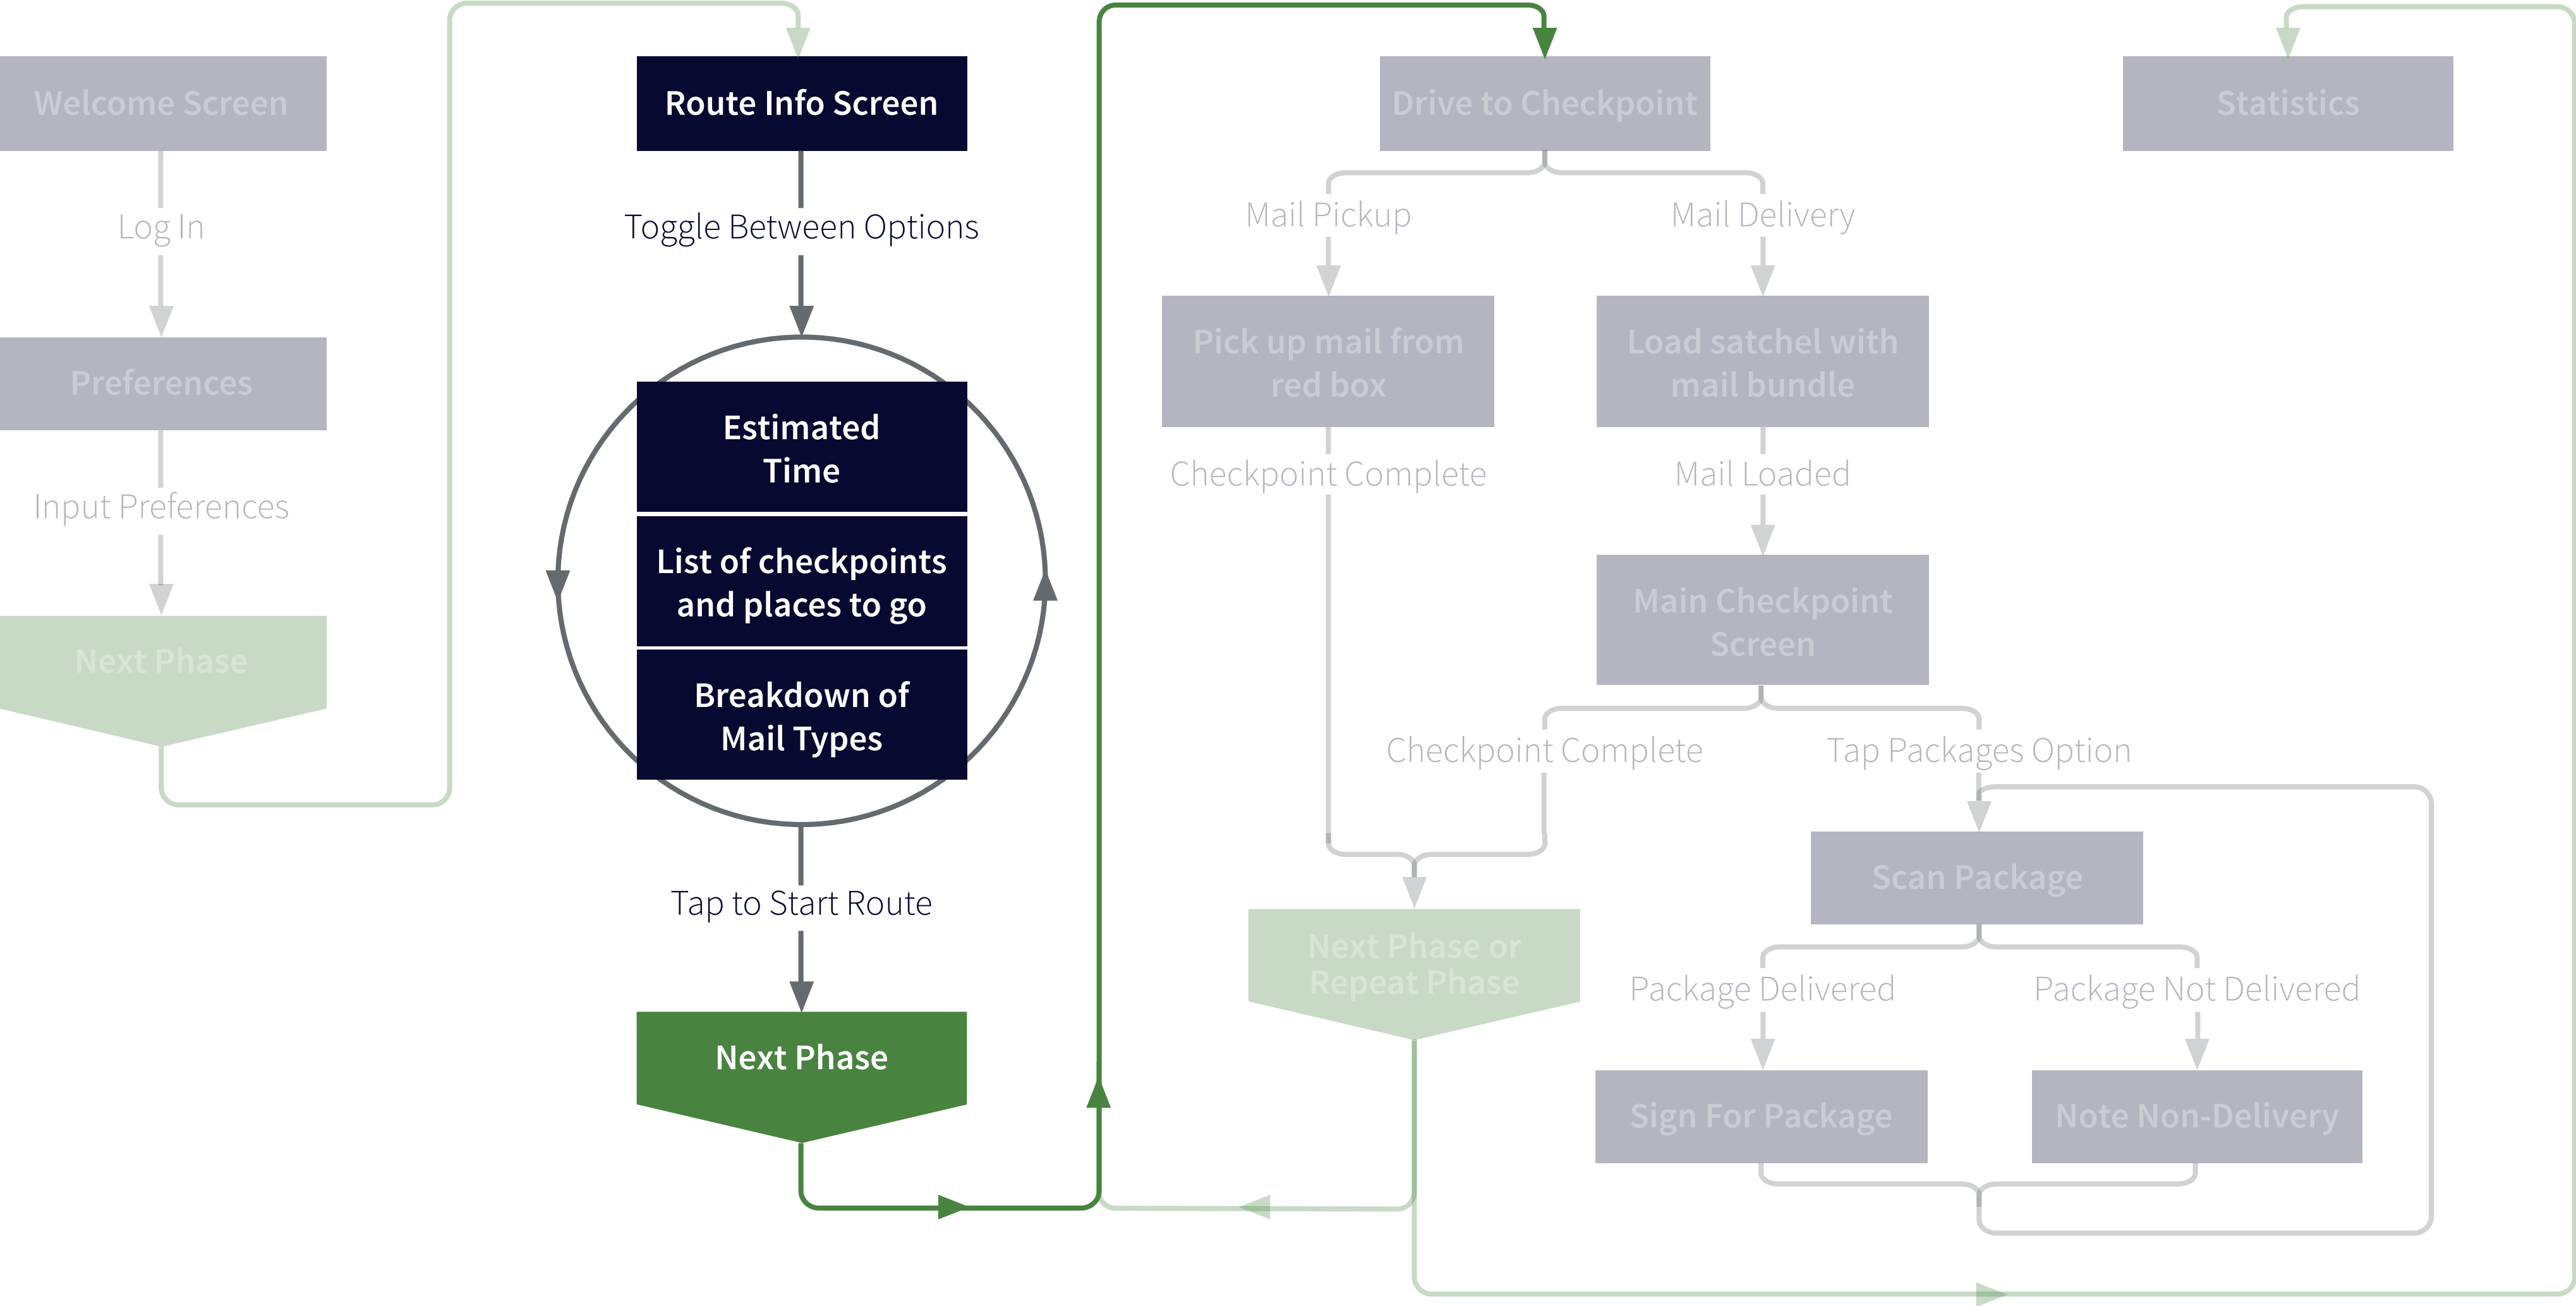 Welcome Screen
Log In
Preferences
Input Preferences
Next Phase
Route Info Screen
Toggle Between Options
Estimated
Time
List of checkpoints
and places to go
Breakdown of
Mail Types
Tap to Start Route
Next Phase
Drive to Checkpoint
Mail Pickup
Mail Delivery
Pick up mail from
red box
Load satchel with
mail bundle
Checkpoint Complete
Mail Loaded
Main Checkpoint
Screen
Checkpoint Complete
Tap Packages Option
Scan Package
Next Phase or
Repeat Phase
Package Delivered
Package Not Delivered
Sign For Package
Note Non-Delivery
Statistics